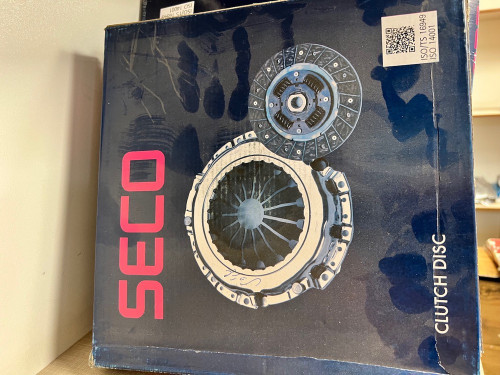 SECO
CLUTCH DISC
ISO/TS 16949
ISO 14001